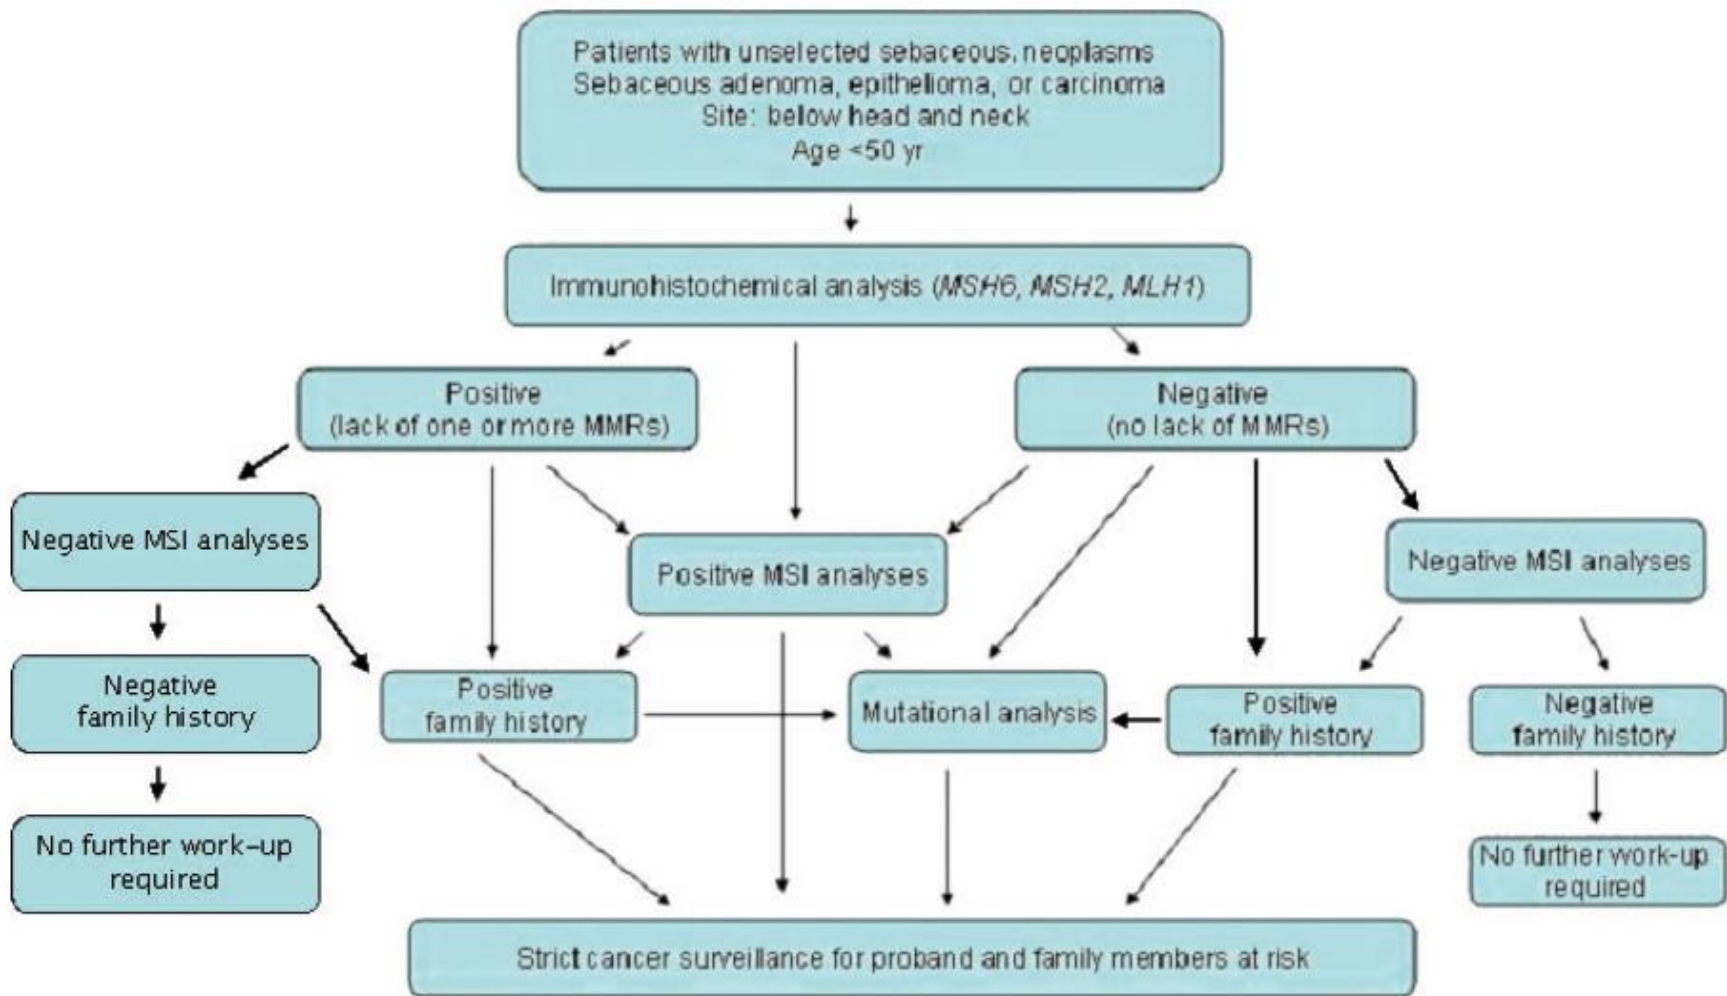 Patients with unselected sebaceous. neoplasms
Sebaceous adenoma, epithelioma, or carcinoma
Site: below head and neck
Age <50 yr
Immunohistochemical analysis (MSH6, MSH2, MLH1)
Positive
(lack of one or more MMRs)
Negative
(no lack of MMRs)
Negative MSI analyses
Positive MSI analyses
Negative MSI analyses
Negative
family history
Positive
family history
Mutational analysis
Positive
family history
Negative
family history
No further work-up
required
No further work-up
required
Strict cancer surveillance for proband and family members at risk